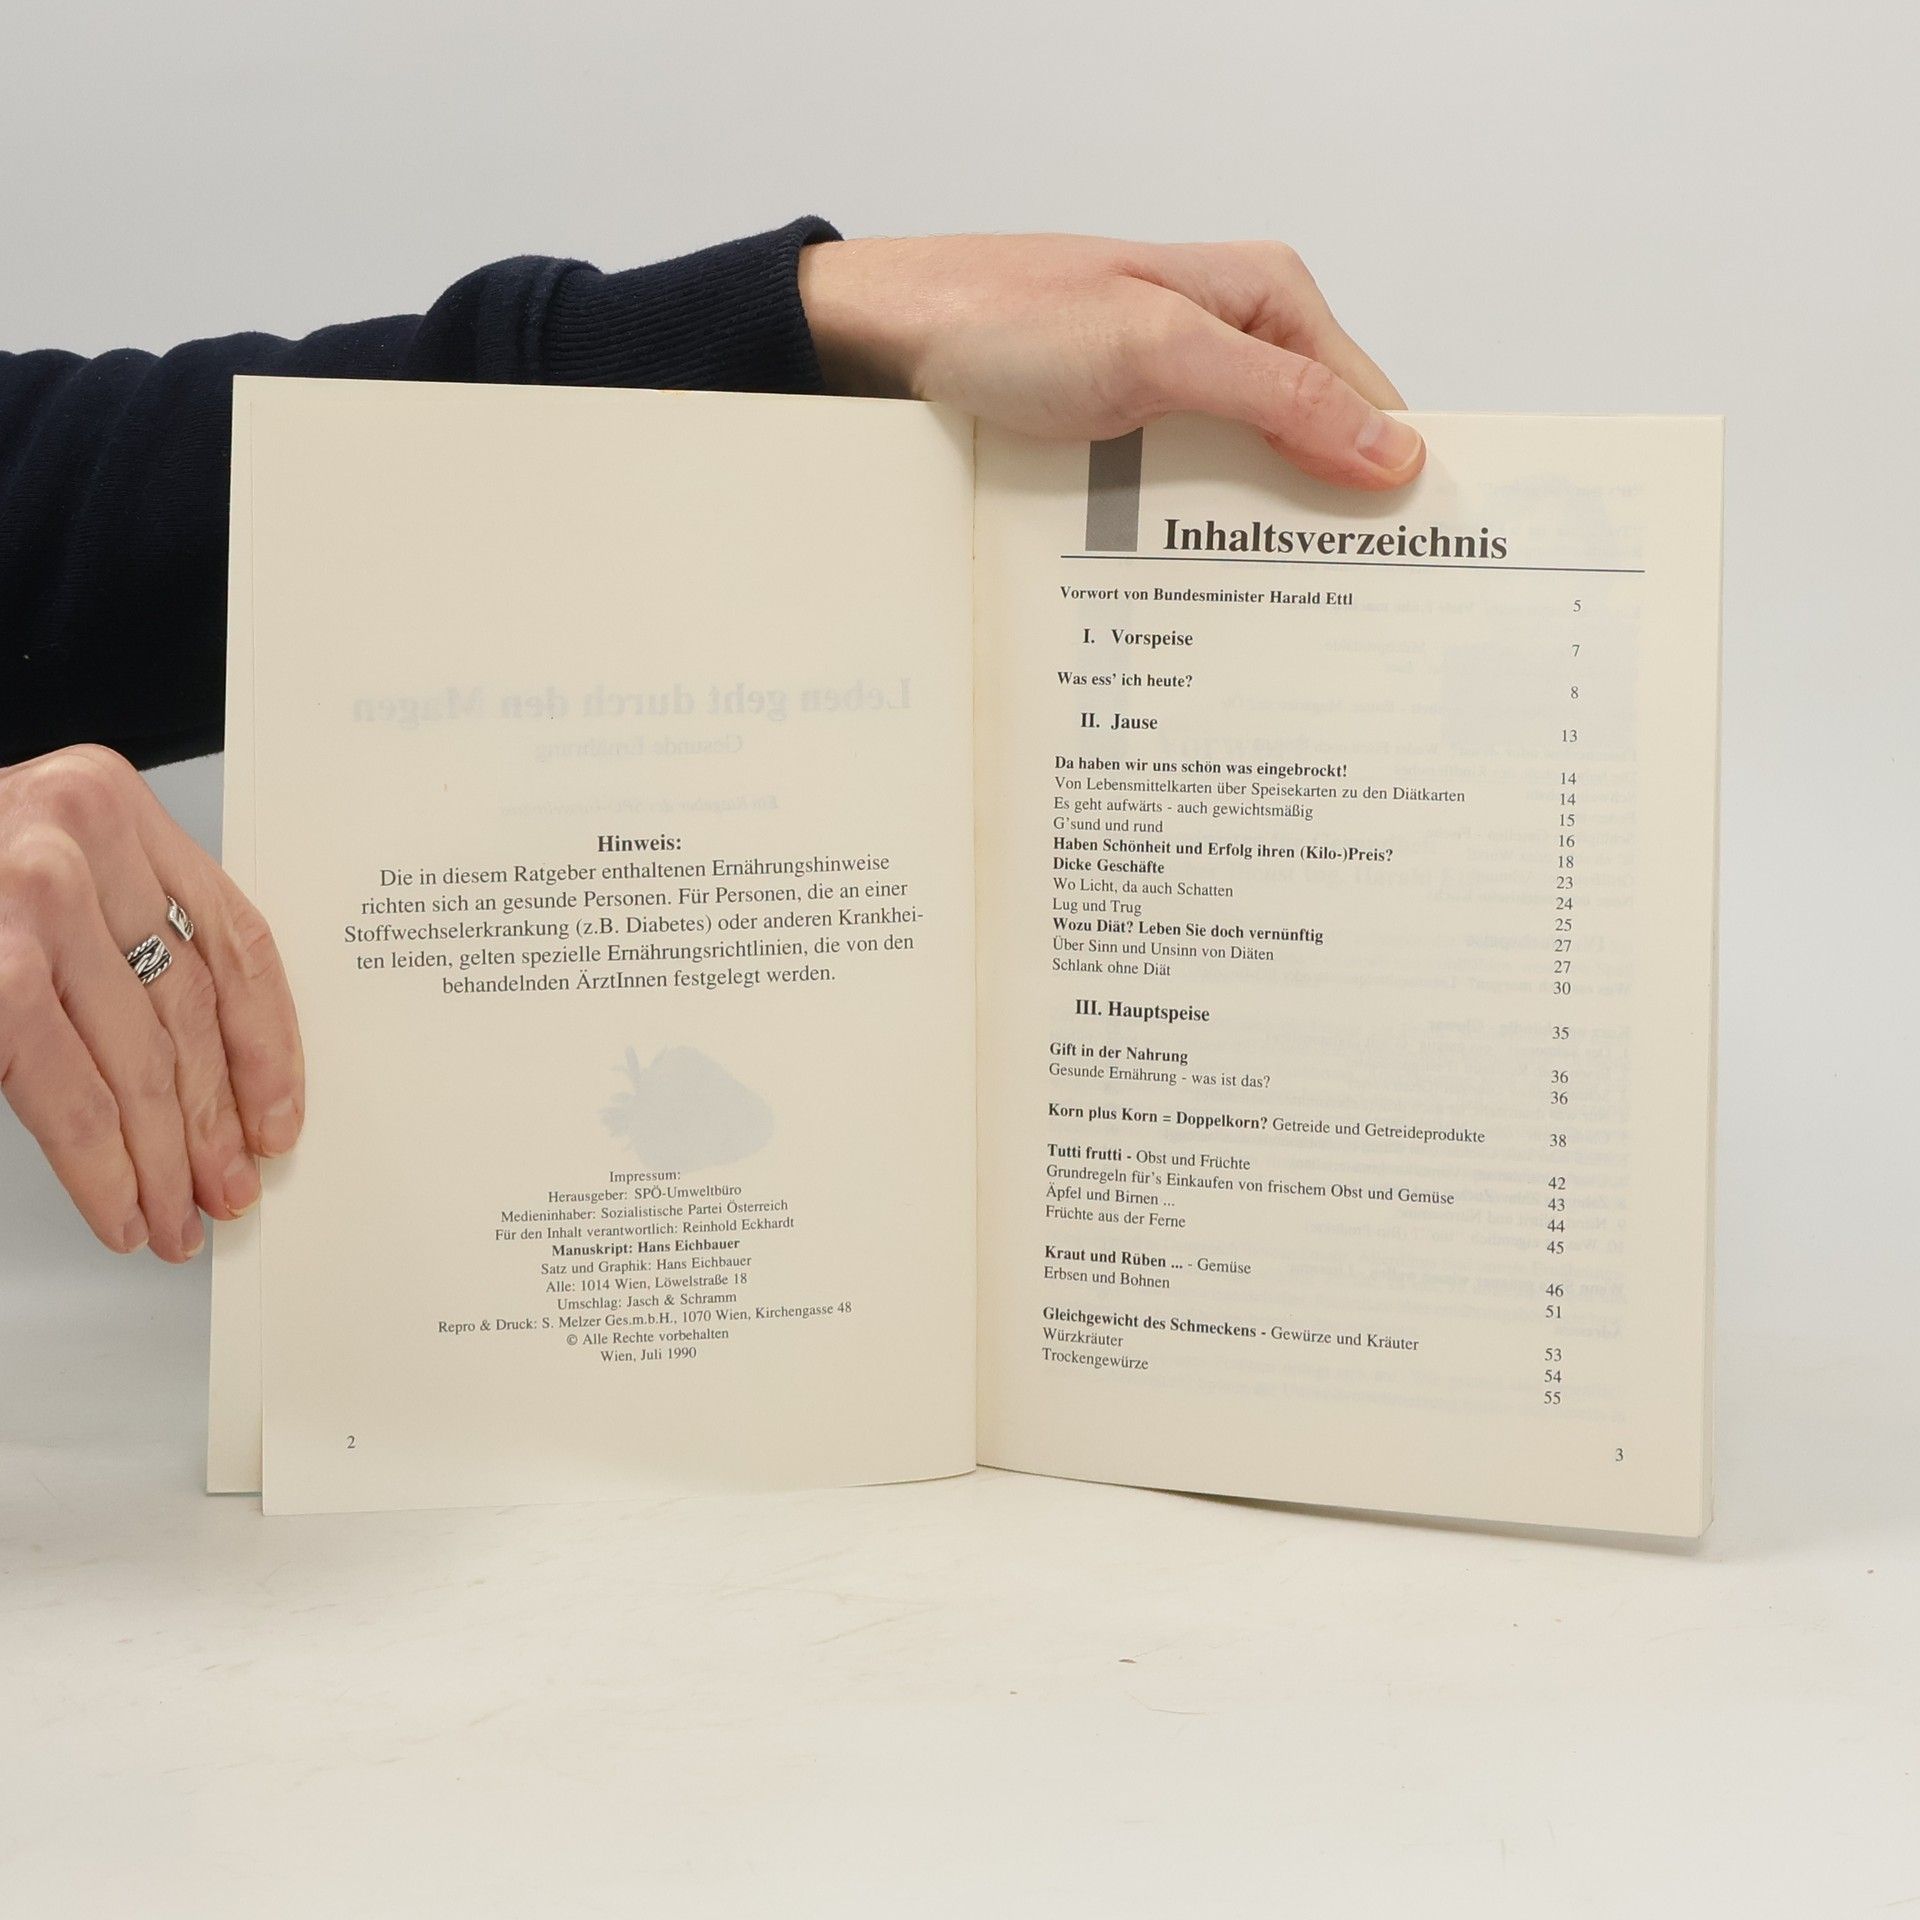 Leben geht durch den Magen
Gesunde Ernährung
Hinweis:
Die in diesem Ratgeber enthaltenen Ernährungshinweise
richten sich an gesunde Personen. Für Personen, die an einer
Stoffwechselerkrankung (z.B. Diabetes) oder anderen Krankhei-
ten leiden, gelten spezielle Ernährungsrichtlinien, die von den
behandelnden ÄrztInnen festgelegt werden.
Impressum:
Herausgeber: SPÖ-Umweltbüro
Medieninhaber: Sozialistische Partei Österreich
Für den Inhalt verantwortlich: Reinhold Eckhardt
Manuskript: Hans Eichbauer
Satz und Graphik: Hans Eichbauer
Alle: 1014 Wien, Löwelstraße 18
Umschlag: Jasch & Schramm
Repro & Druck: S. Melzer Ges.m.b.H., 1070 Wien, Kirchengasse 48
© Alle Rechte vorbehalten
Wien, Juli 1990
2
Inhaltsverzeichnis
Vorwort von Bundesminister Harald Ettl 5
I. Vorspeise 7
Was ess' ich heute? 8
II. Jause 13
Da haben wir uns schön was eingebrockt! 14
Von Lebensmittelkarten über Speisekarten zu den Diätkarten 14
Es geht aufwärts - auch gewichtsmäßig 15
G'sund und rund 16
Haben Schönheit und Erfolg ihren (Kilo-)Preis? 18
Dicke Geschäfte 23
Wo Licht, da auch Schatten 24
Lug und Trug 25
Wozu Diät? Leben Sie doch vernünftig 27
Über Sinn und Unsinn von Diäten 27
Schlank ohne Diät 30
III. Hauptspeise 35
Gift in der Nahrung 36
Gesunde Ernährung - was ist das? 36
Korn plus Korn = Doppelkorn? Getreide und Getreideprodukte 38
Tutti frutti - Obst und Früchte 42
Grundregeln für's Einkaufen von frischem Obst und Gemüse 43
Äpfel und Birnen ... 44
Früchte aus der Ferne 45
Kraut und Rüben ... - Gemüse 46
Erbsen und Bohnen 51
Gleichgewicht des Schmeckens - Gewürze und Kräuter 53
Würzkräuter 54
Trockengewürze 55
3